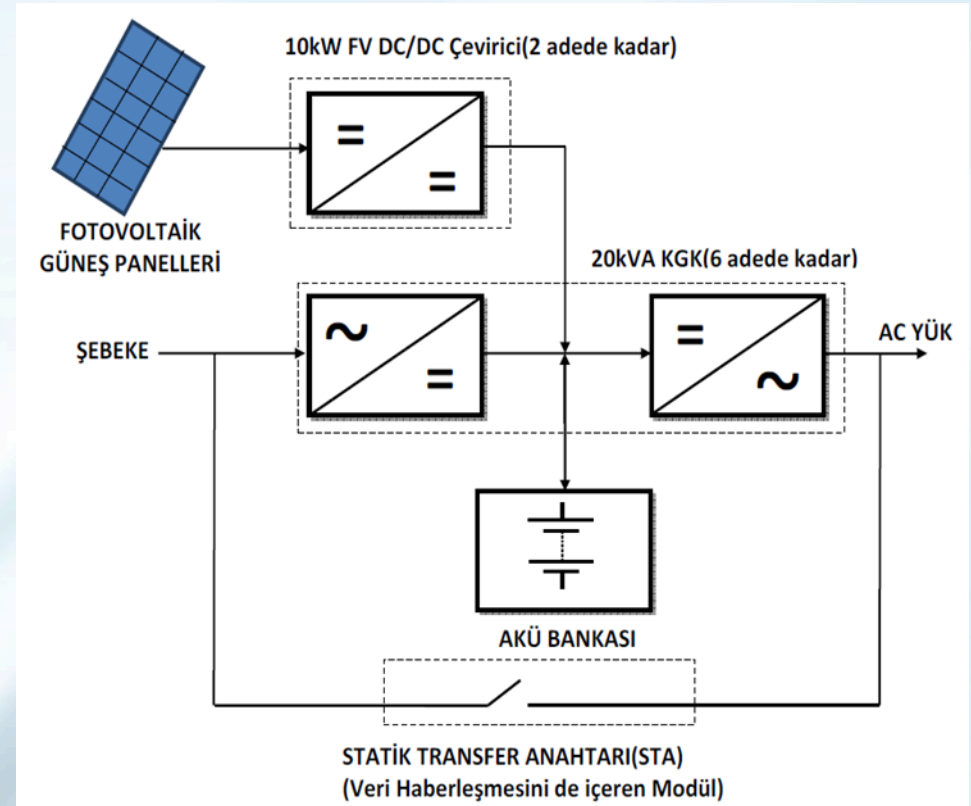 10kW FV DC/DC Çevirici(2 adede kadar)
FOTOVOLTAİK
GÜNEŞ PANELLERİ
20kVA KGK(6 adede kadar)
ŞEBEKE
AC YÜK
AKÜ BANKASI
STATİK TRANSFER ANAHTARI(STA)
(Veri Haberleşmesini de içeren Modül)